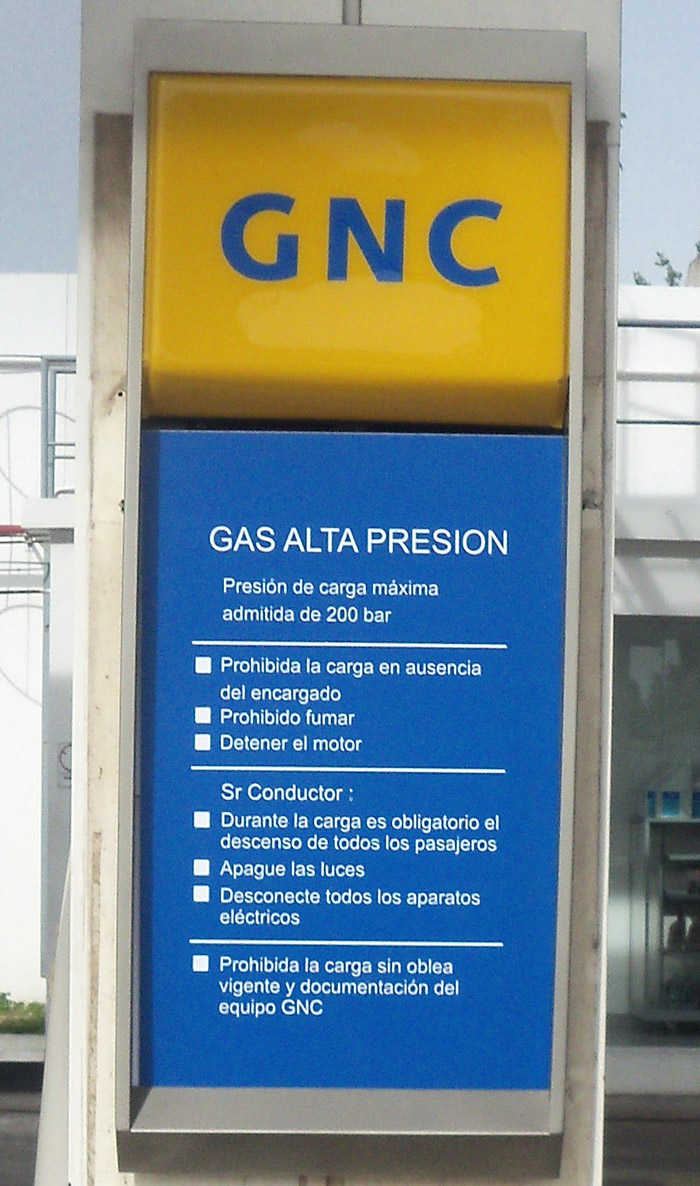 GNC
GAS ALTA PRESION
Presión de carga máxima
admitida de 200 bar
Prohibida la carga en ausencia
del encargado
Prohibido fumar
Detener el motor
Sr Conductor :
Durante la carga es obligatorio el
descenso de todos los pasajeros
Apague las luces
Desconecte todos los aparatos
eléctricos
Prohibida la carga sin oblea
vigente y documentación del
equipo GNC